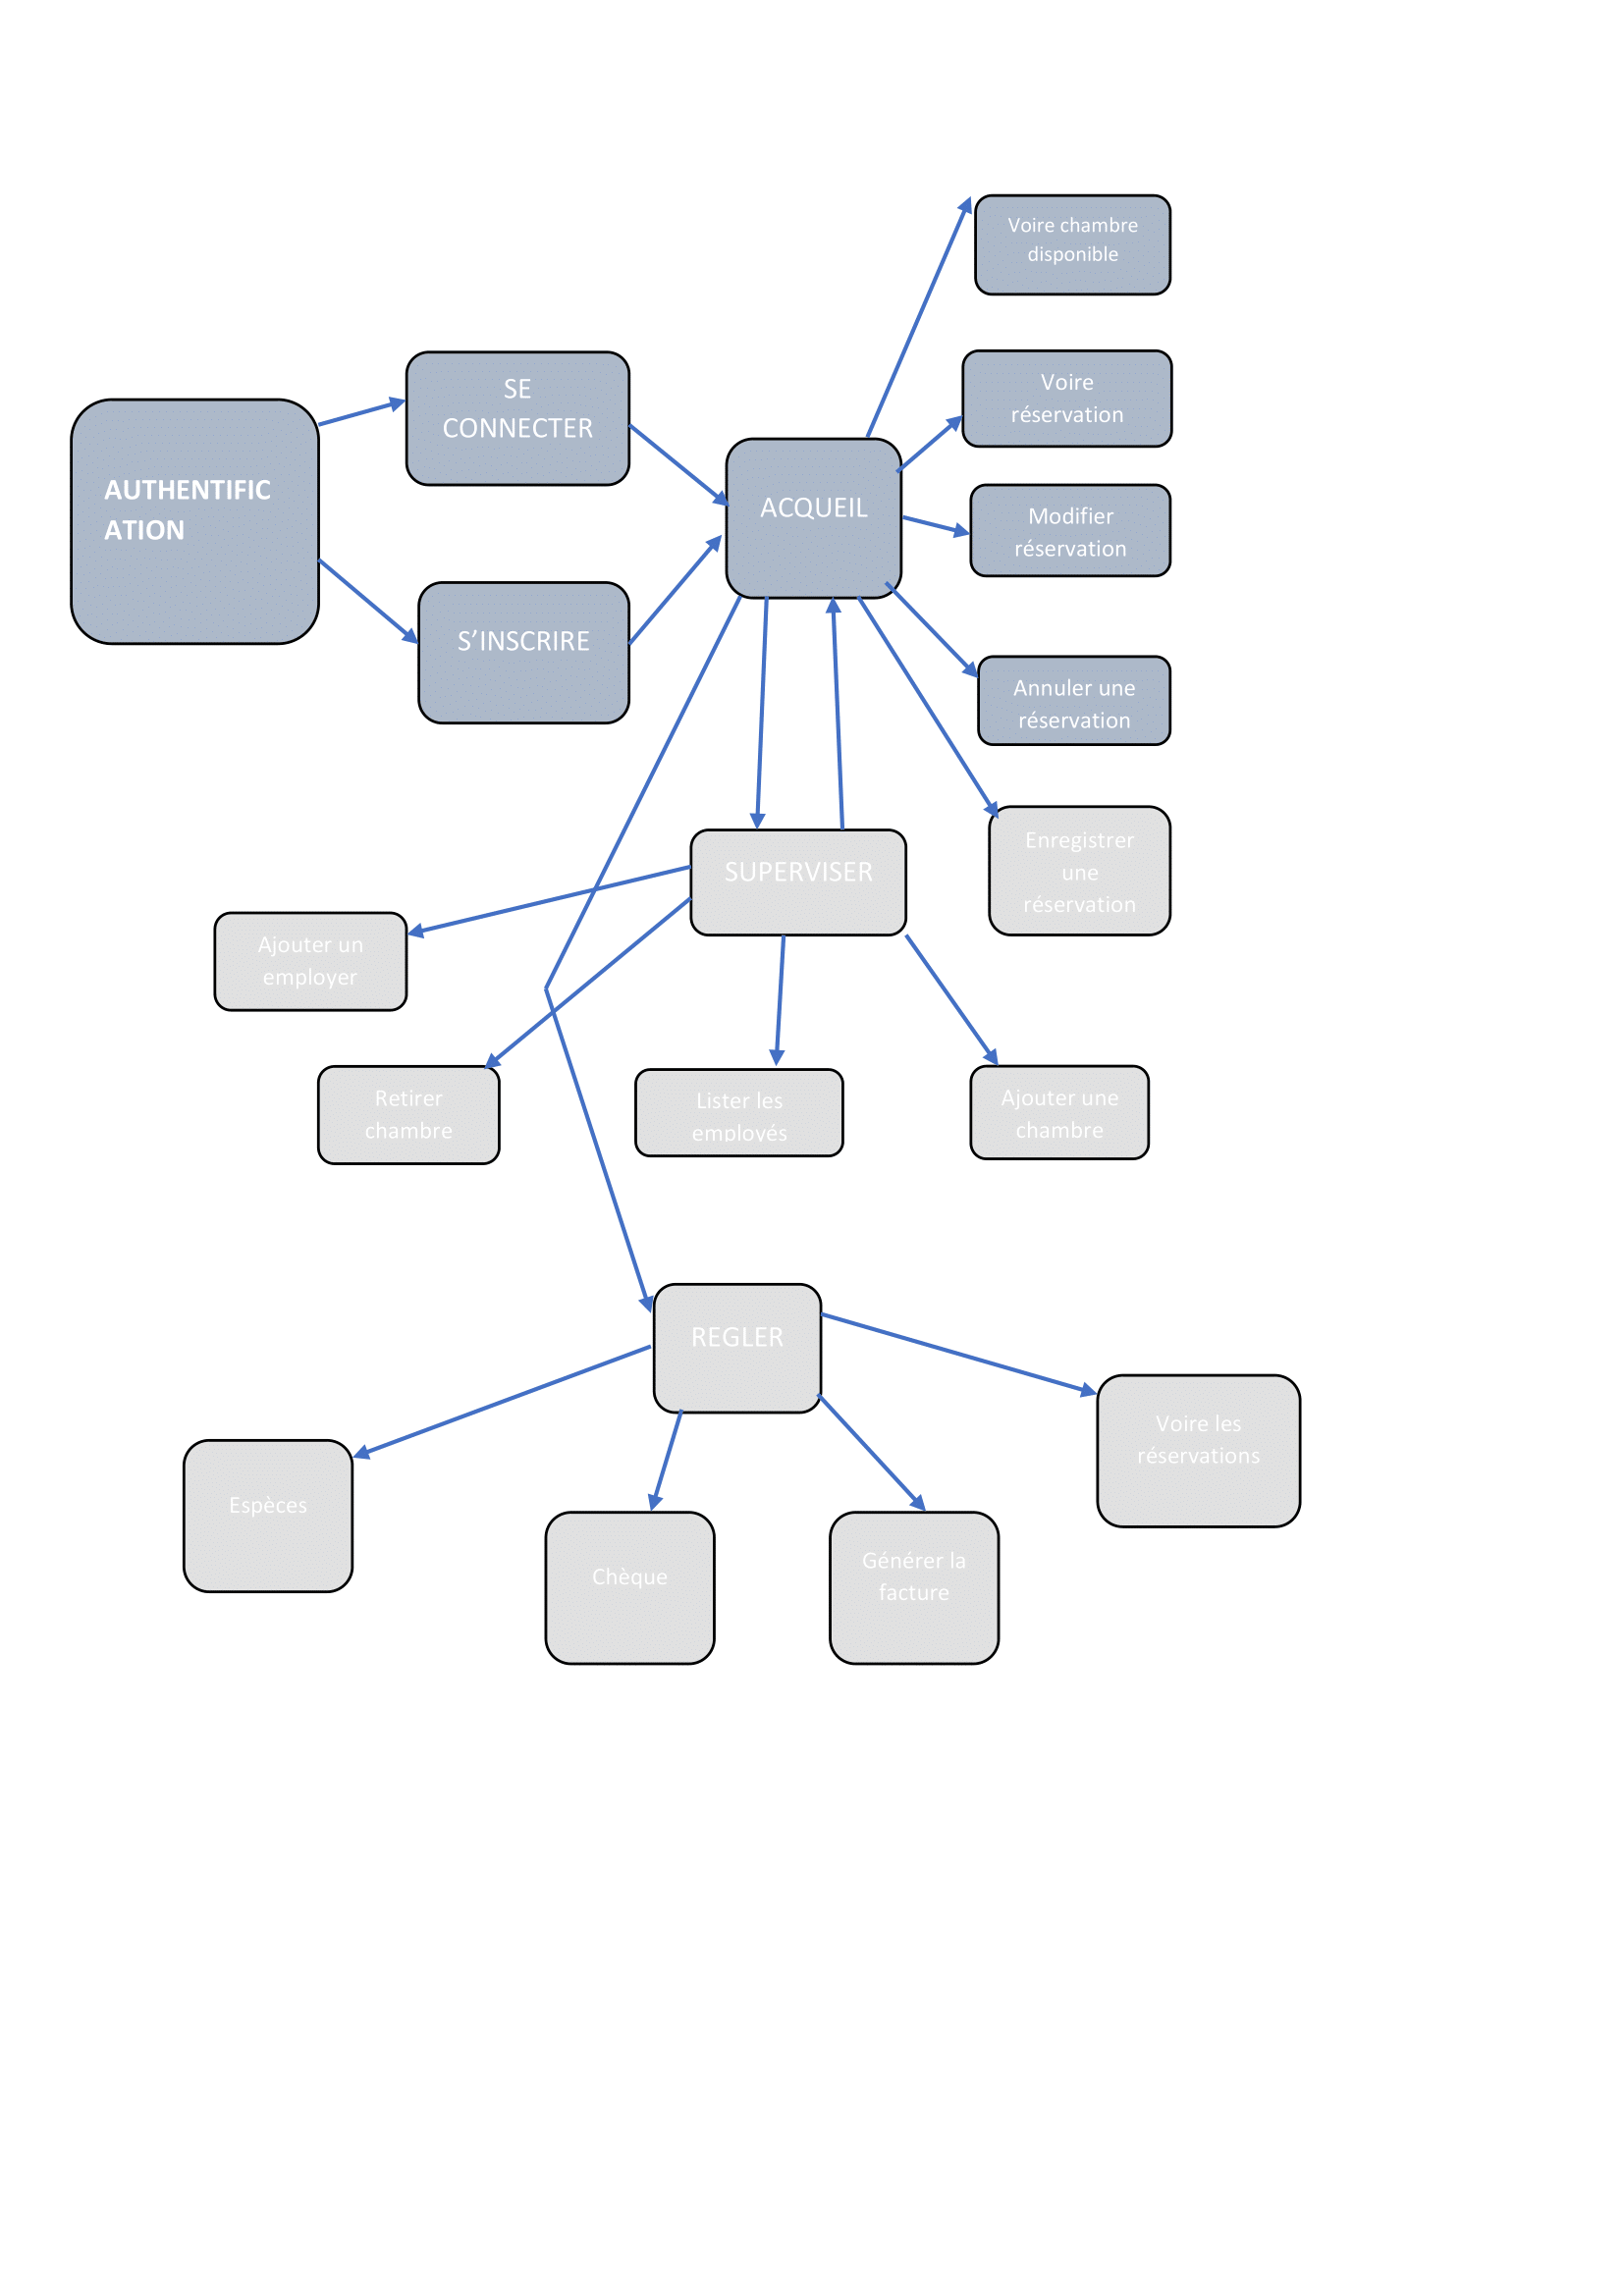 Voire chambre
disponible
SE
CONNECTER
Voire
réservation
AUTHENTIFIC
ATION
ACQUEIL
Modifier
réservation
S’INSCRIRE
Annuler une
réservation
SUPERVISER
Enregistrer
une
réservation
Ajouter un
employer
Retirer
chambre
Lister les
employés
Ajouter une
chambre
REGLER
Voire les
réservations
Espèces
Chèque
Générer la
facture